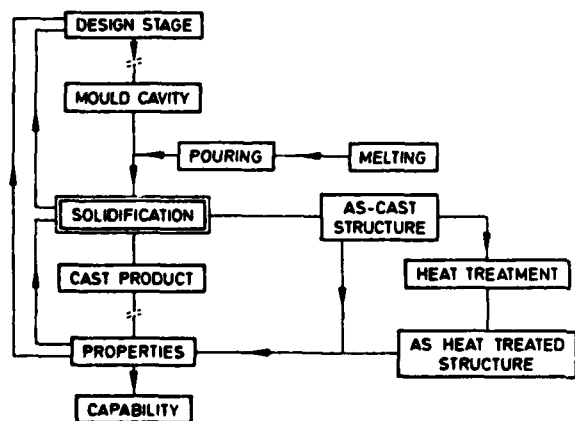 DESIGN STAGE
MOULD CAVITY
POURING
MELTING
SOLIDIFICATION
AS-CAST
STRUCTURE
CAST PRODUCT
HEAT TREATMENT
PROPERTIES
AS HEAT TREATED
STRUCTURE
CAPABILITY